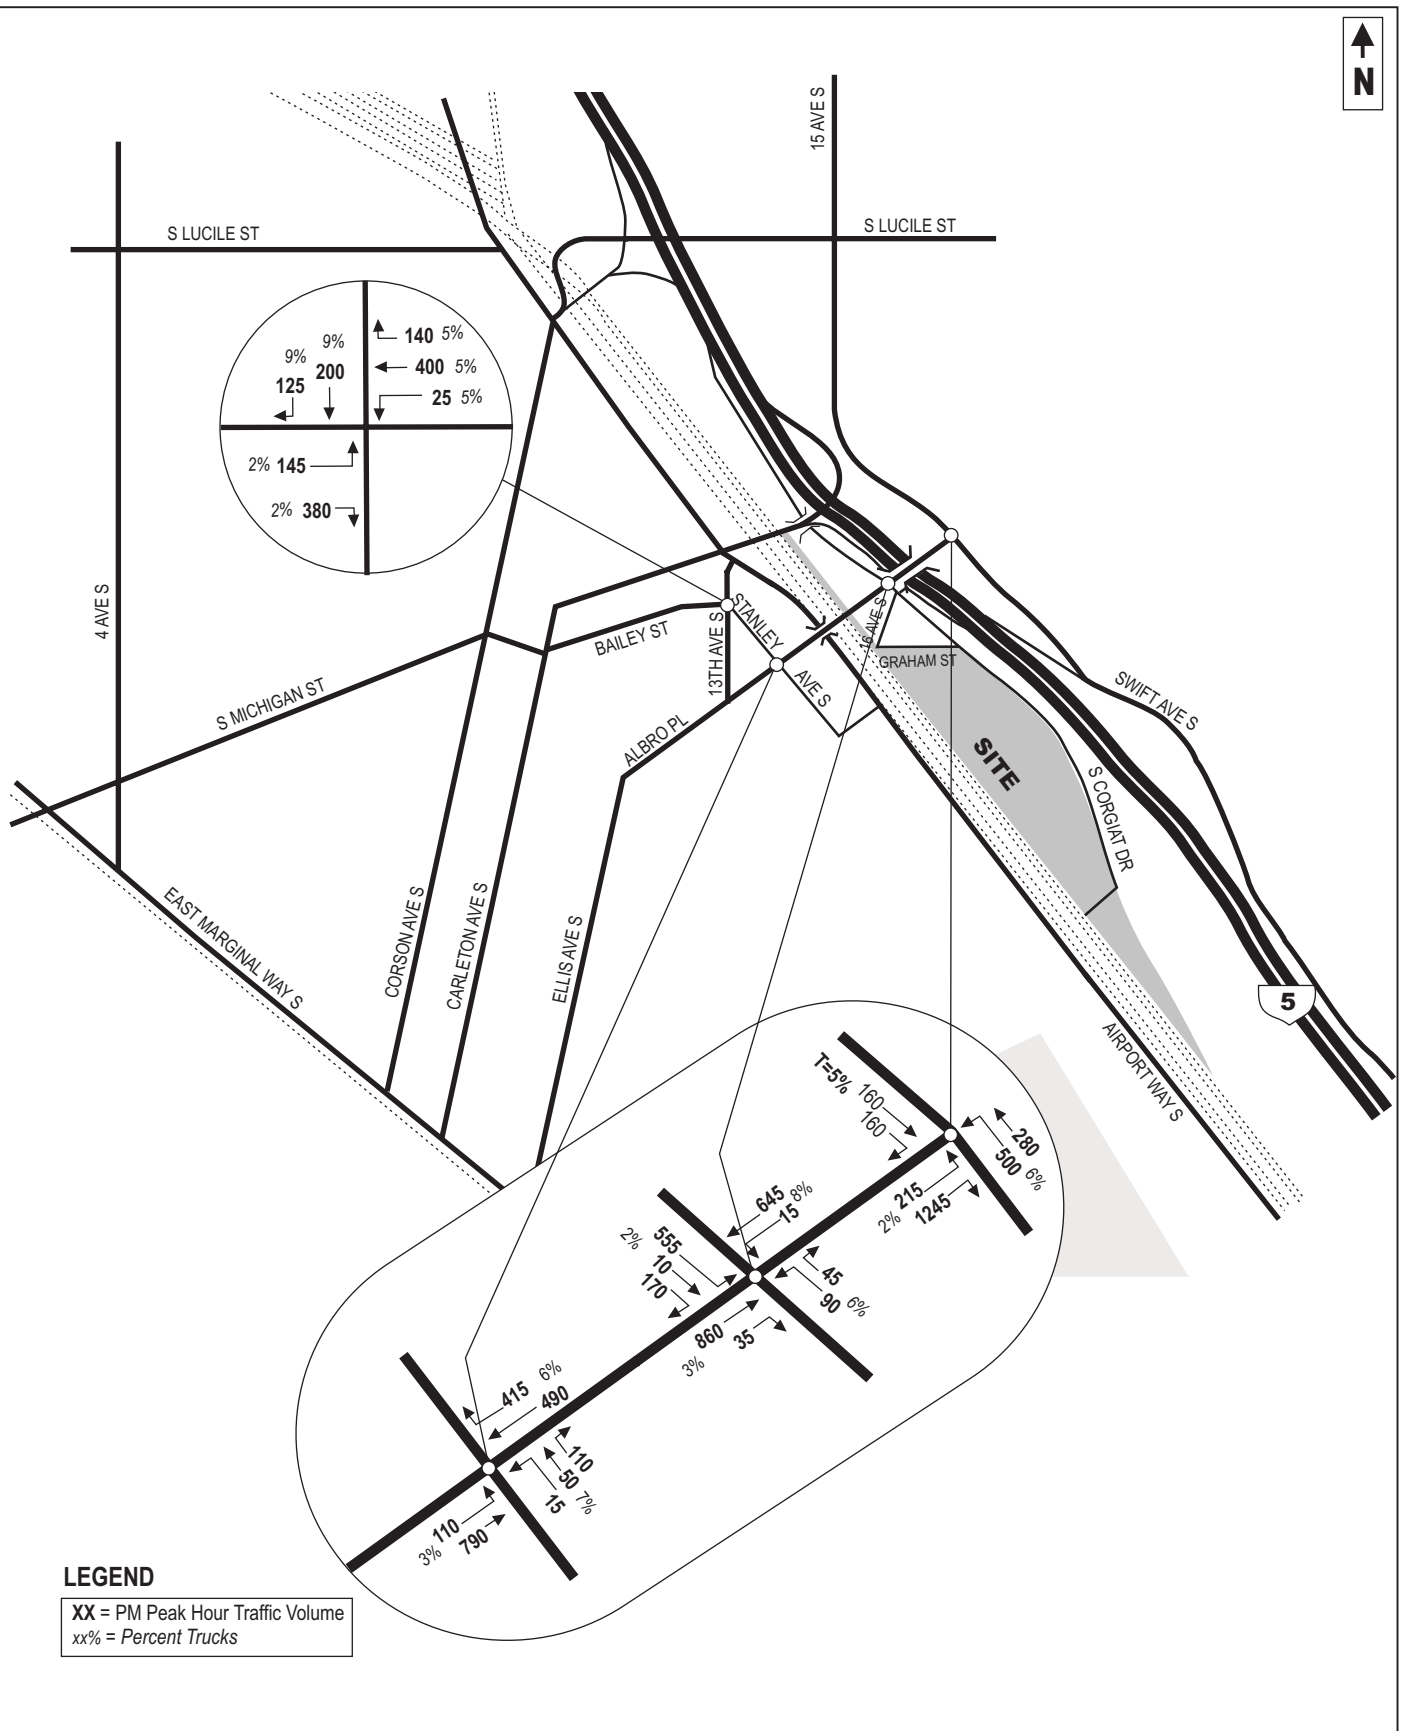 N
15 AVE S
S LUCILE ST
S LUCILE ST
140 5%
9%
9%
400 5%
200
125
25 5%
2% 145
2% 380
4 AVE S
STANLEY
AVE S
BAILEY ST
13TH AVE S
16 AVE S
GRAHAM ST
S MICHIGAN ST
SWIFT AVE S
ALBRO PL
SITE
S CORGIAT DR
EAST MARGINAL WAY S
CORSON AVE S
CARLETON AVE S
ELLIS AVE S
5
AIRPORT WAY S
T=5%
160
160
280
500 6%
2% 215
1245
645 8%
15
2% 555
10
170
45
90 6%
3% 860
35
415 6%
490
110
50 7%
15
3% 110
790
LEGEND
XX = PM Peak Hour Traffic Volume
xx% = Percent Trucks